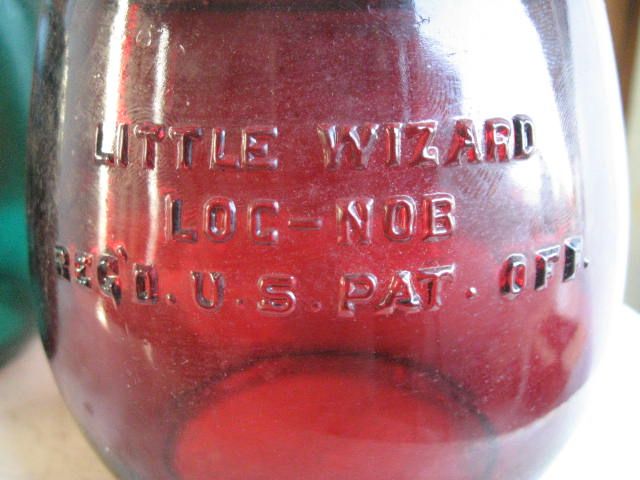 LITTLE WIZARD
LOC-NOB
REG'D. U.S. PAT. OFF.